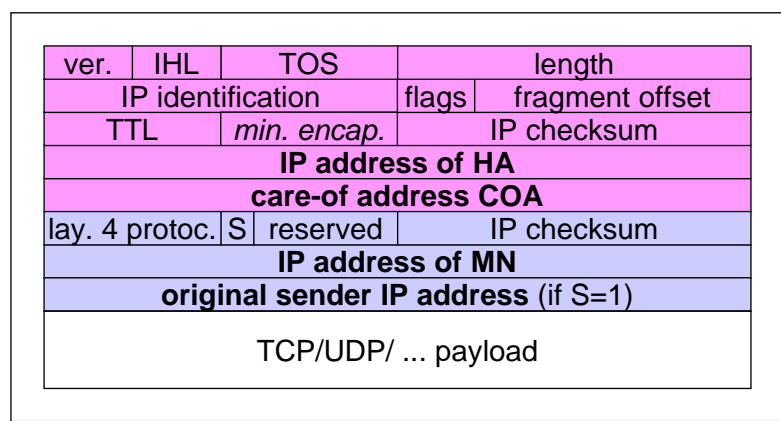 ver. IHL TOS length
IP identification flags fragment offset
TTL min. encap. IP checksum
IP address of HA
care-of address COA
lay. 4 protoc. S reserved IP checksum
IP address of MN
original sender IP address (if S=1)
TCP/UDP/ ... payload